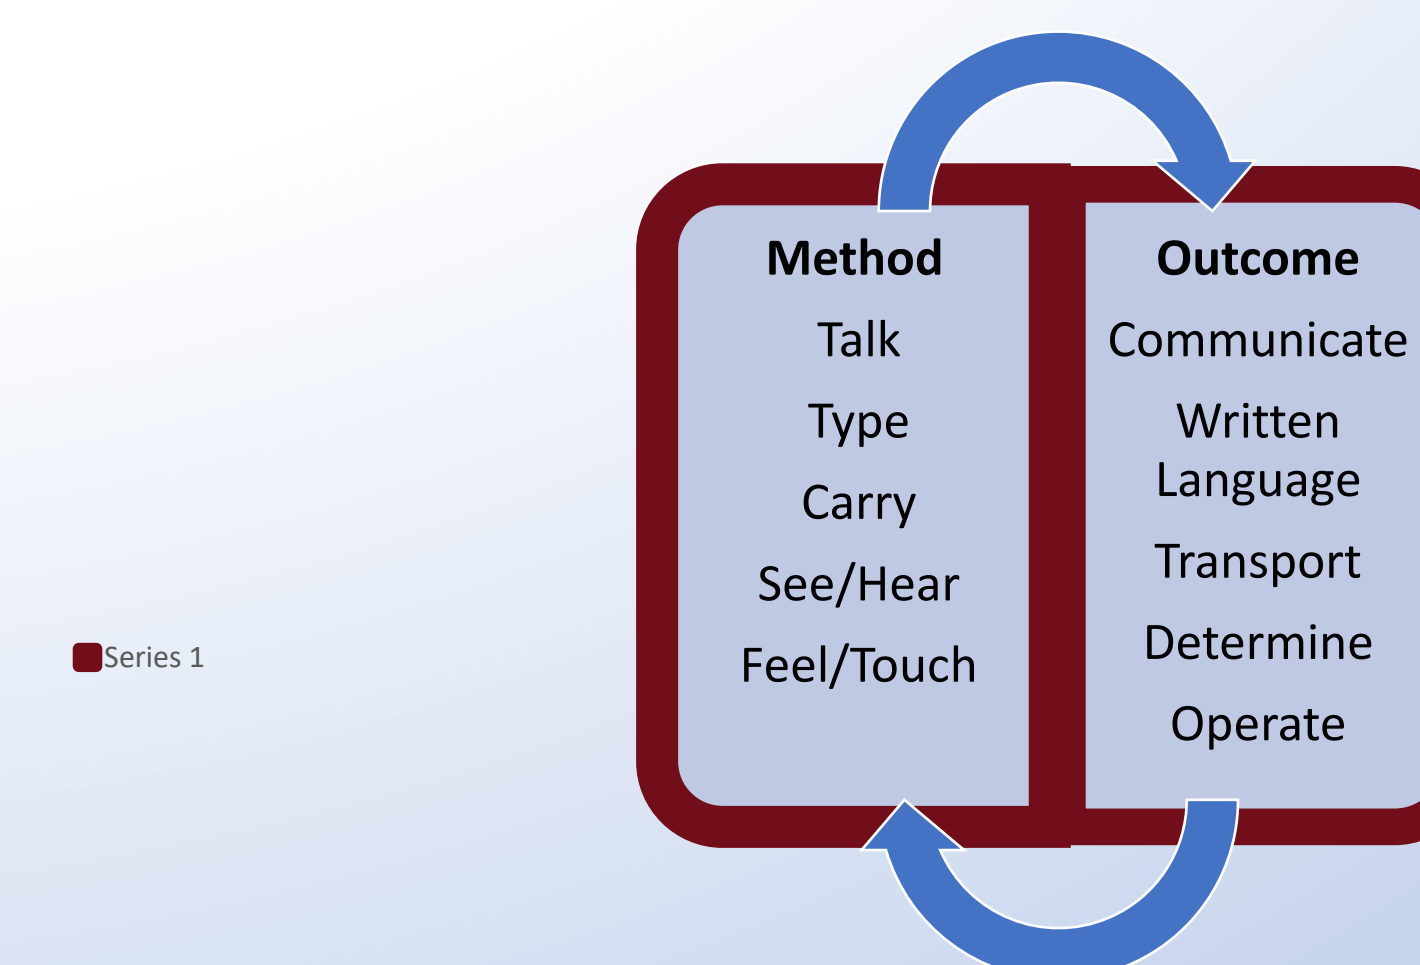 Method
Talk
Type
Carry
See/Hear
Feel/Touch
Outcome
Communicate
Written
Language
Transport
Determine
Operate
Series 1